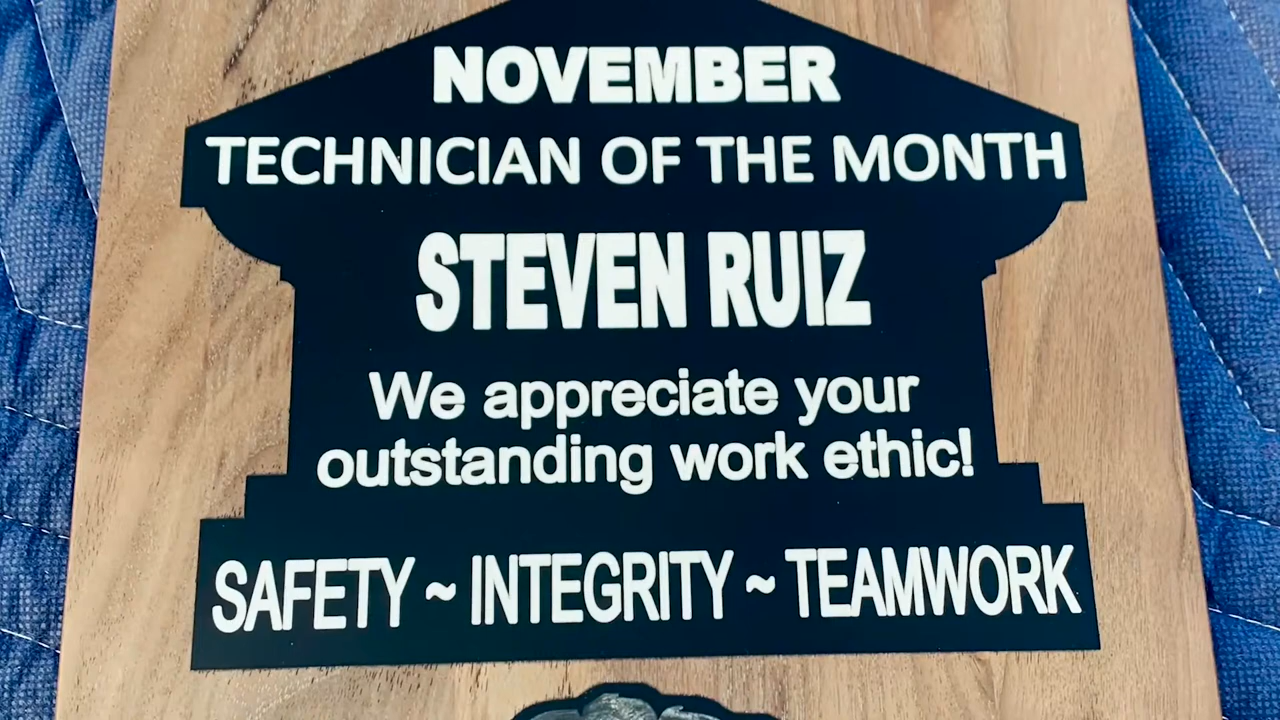 NOVEMBER
TECHNICIAN OF THE MONTH
STEVEN RUIZ
We appreciate your
outstanding work ethic!
SAFETY ~ INTEGRITY ~ TEAMWORK